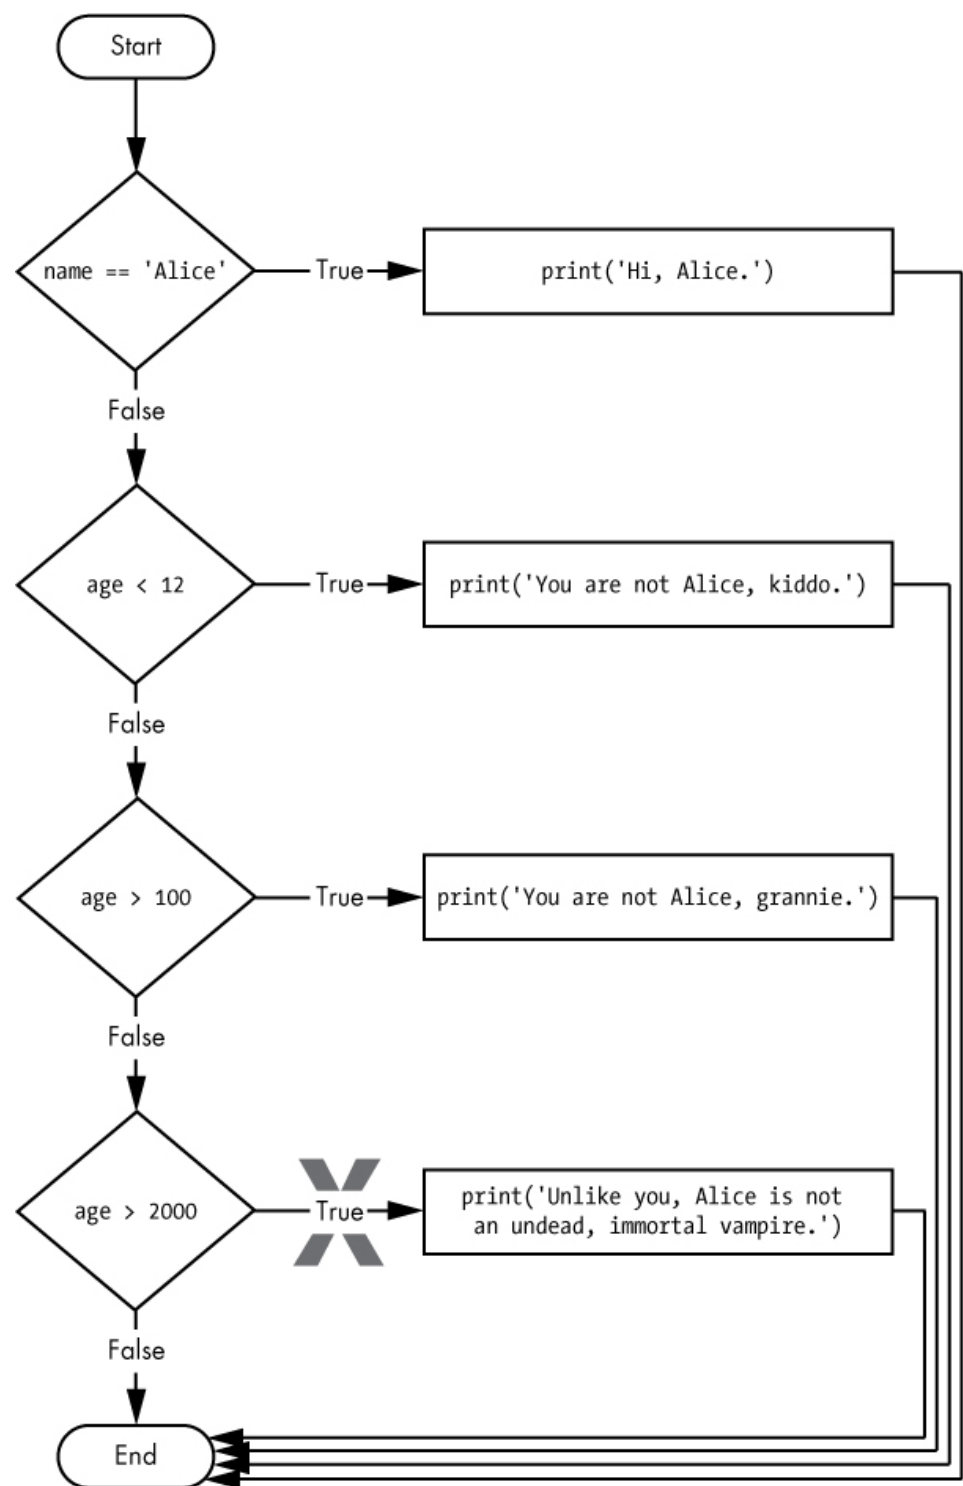 Start
name == 'Alice'
True
print('Hi, Alice.')
False
age < 12
True
print('You are not Alice, kiddo.')
False
age > 100
True
print('You are not Alice, grannie.')
False
age > 2000
True
print('Unlike you, Alice is not
an undead, immortal vampire.')
False
End